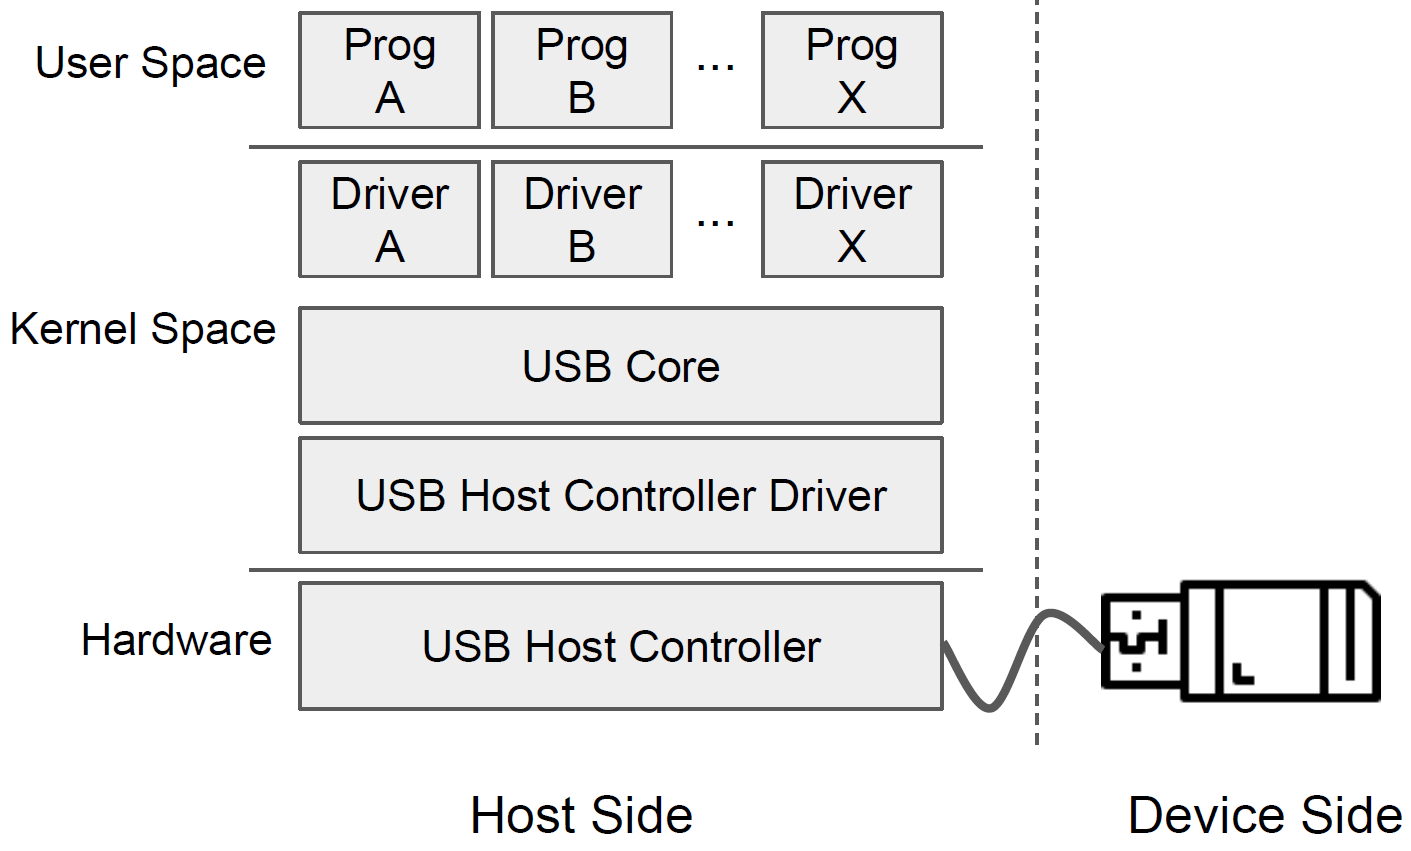 User Space
Prog
A
Prog
B
...
Prog
X
Driver
A
Driver
B
...
Driver
X
Kernel Space
USB Core
USB Host Controller Driver
Hardware
USB Host Controller
Host Side
Device Side